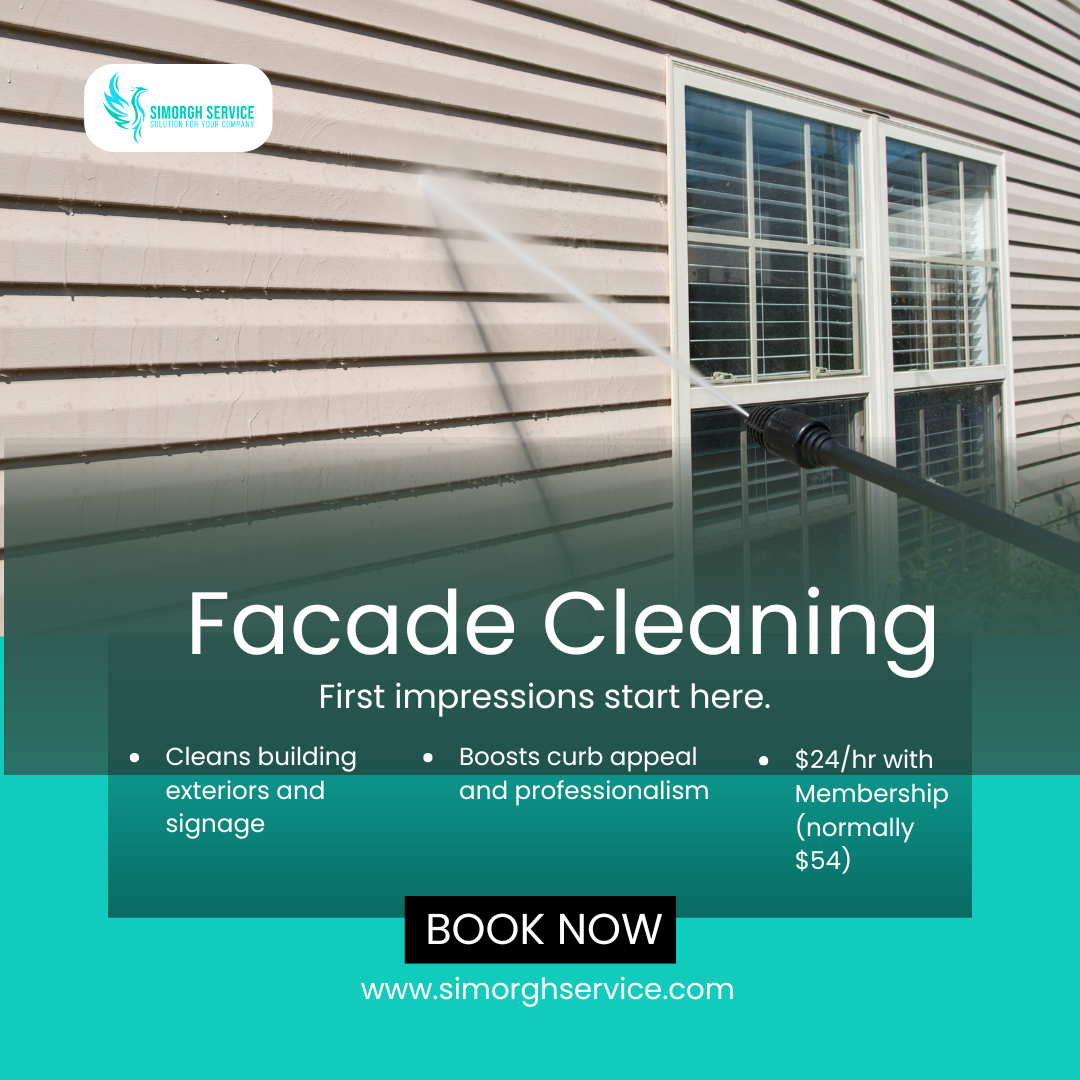 SIMORGH SERVICE
SOLUTION FOR YOUR COMPANY
Facade Cleaning
First impressions start here.
• Cleans building
exteriors and
signage
• Boosts curb appeal
and professionalism
• $24/hr with
Membership
(normally
$54)
BOOK NOW
www.simorghservice.com